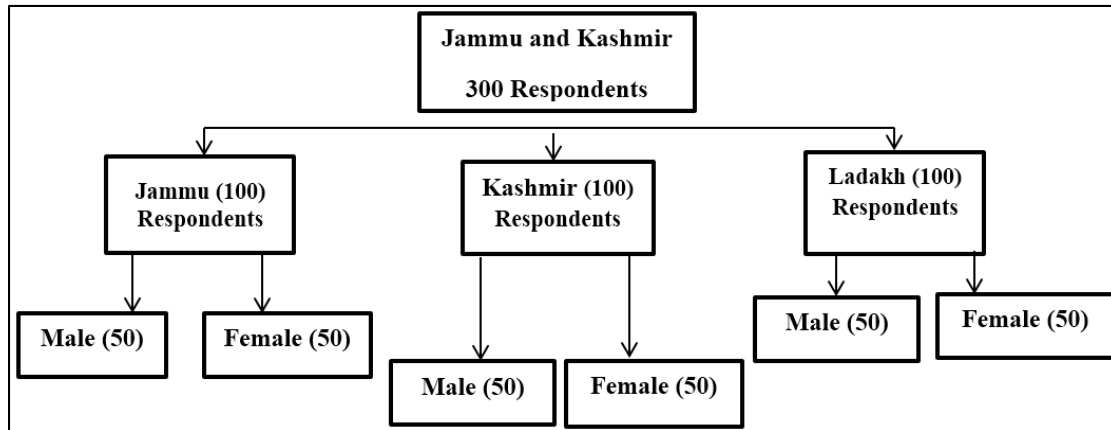 Jammu and Kashmir
300 Respondents
Jammu (100)
Respondents
Kashmir (100)
Respondents
Ladakh (100)
Respondents
Male (50)
Female (50)
Male (50)
Female (50)
Male (50)
Female (50)